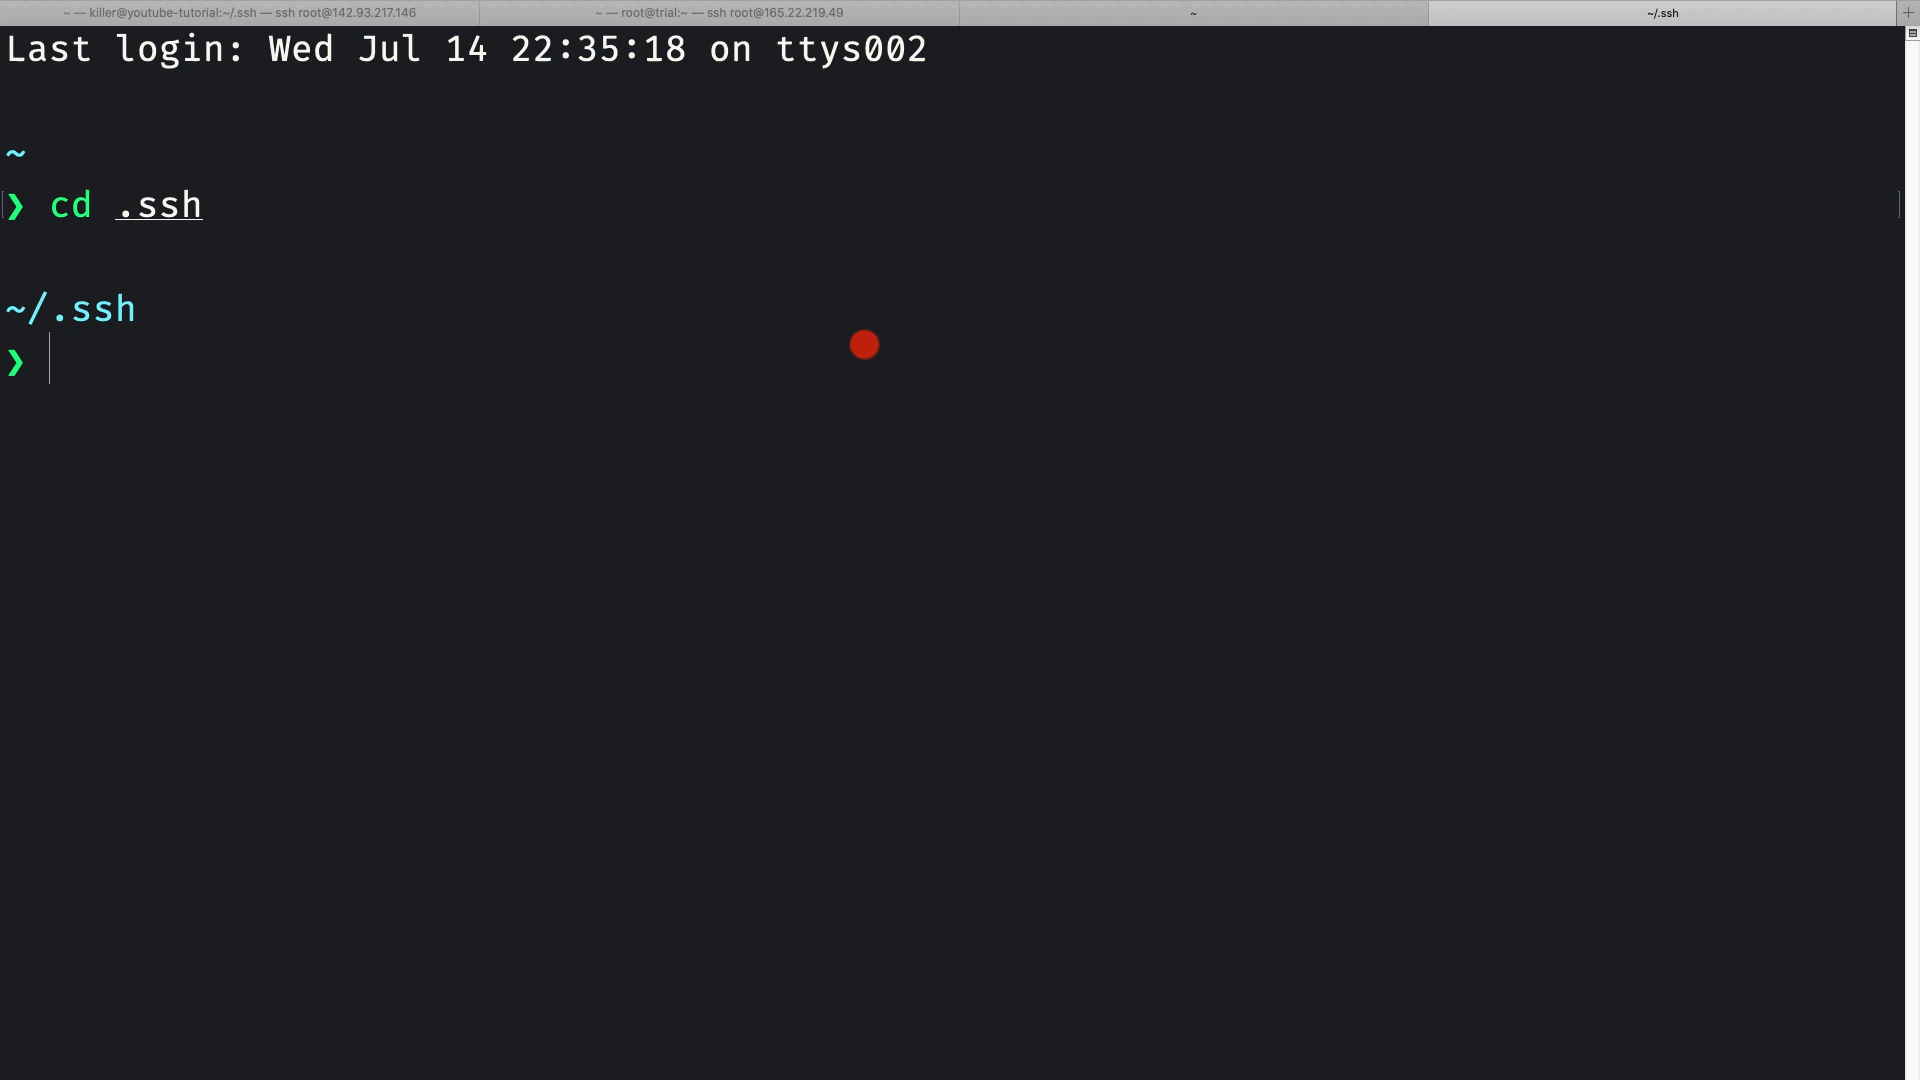 ~ — killer@youtube-tutorial:~/.ssh — ssh root@142.93.217.146
~ — root@trial:~ — ssh root@165.22.219.49
~
~/.ssh
Last login: Wed Jul 14 22:35:18 on ttys002
~
❯ cd .ssh
~/.ssh
❯